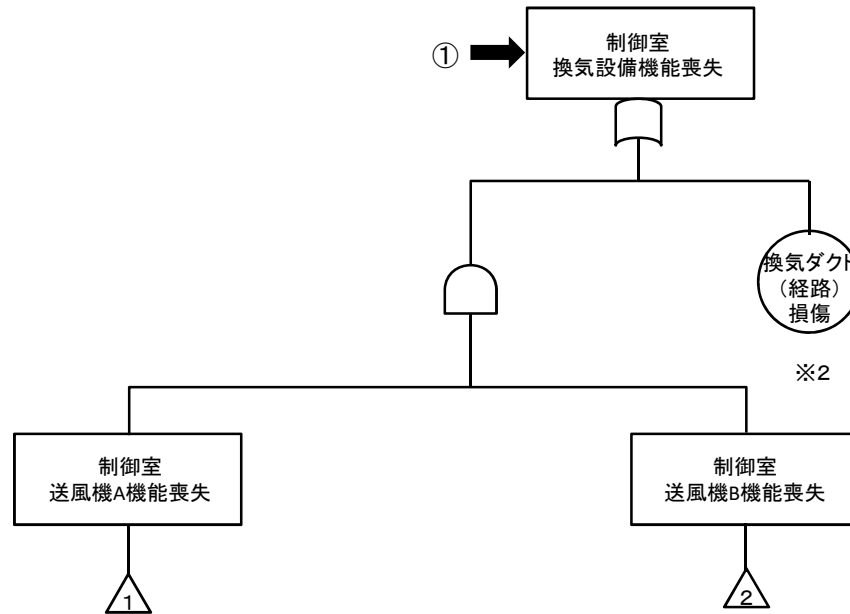 ①
制御室
換気設備機能喪失
換気ダクト
（経路）
損傷
※2
制御室
送風機A機能喪失
制御室
送風機B機能喪失
1
2